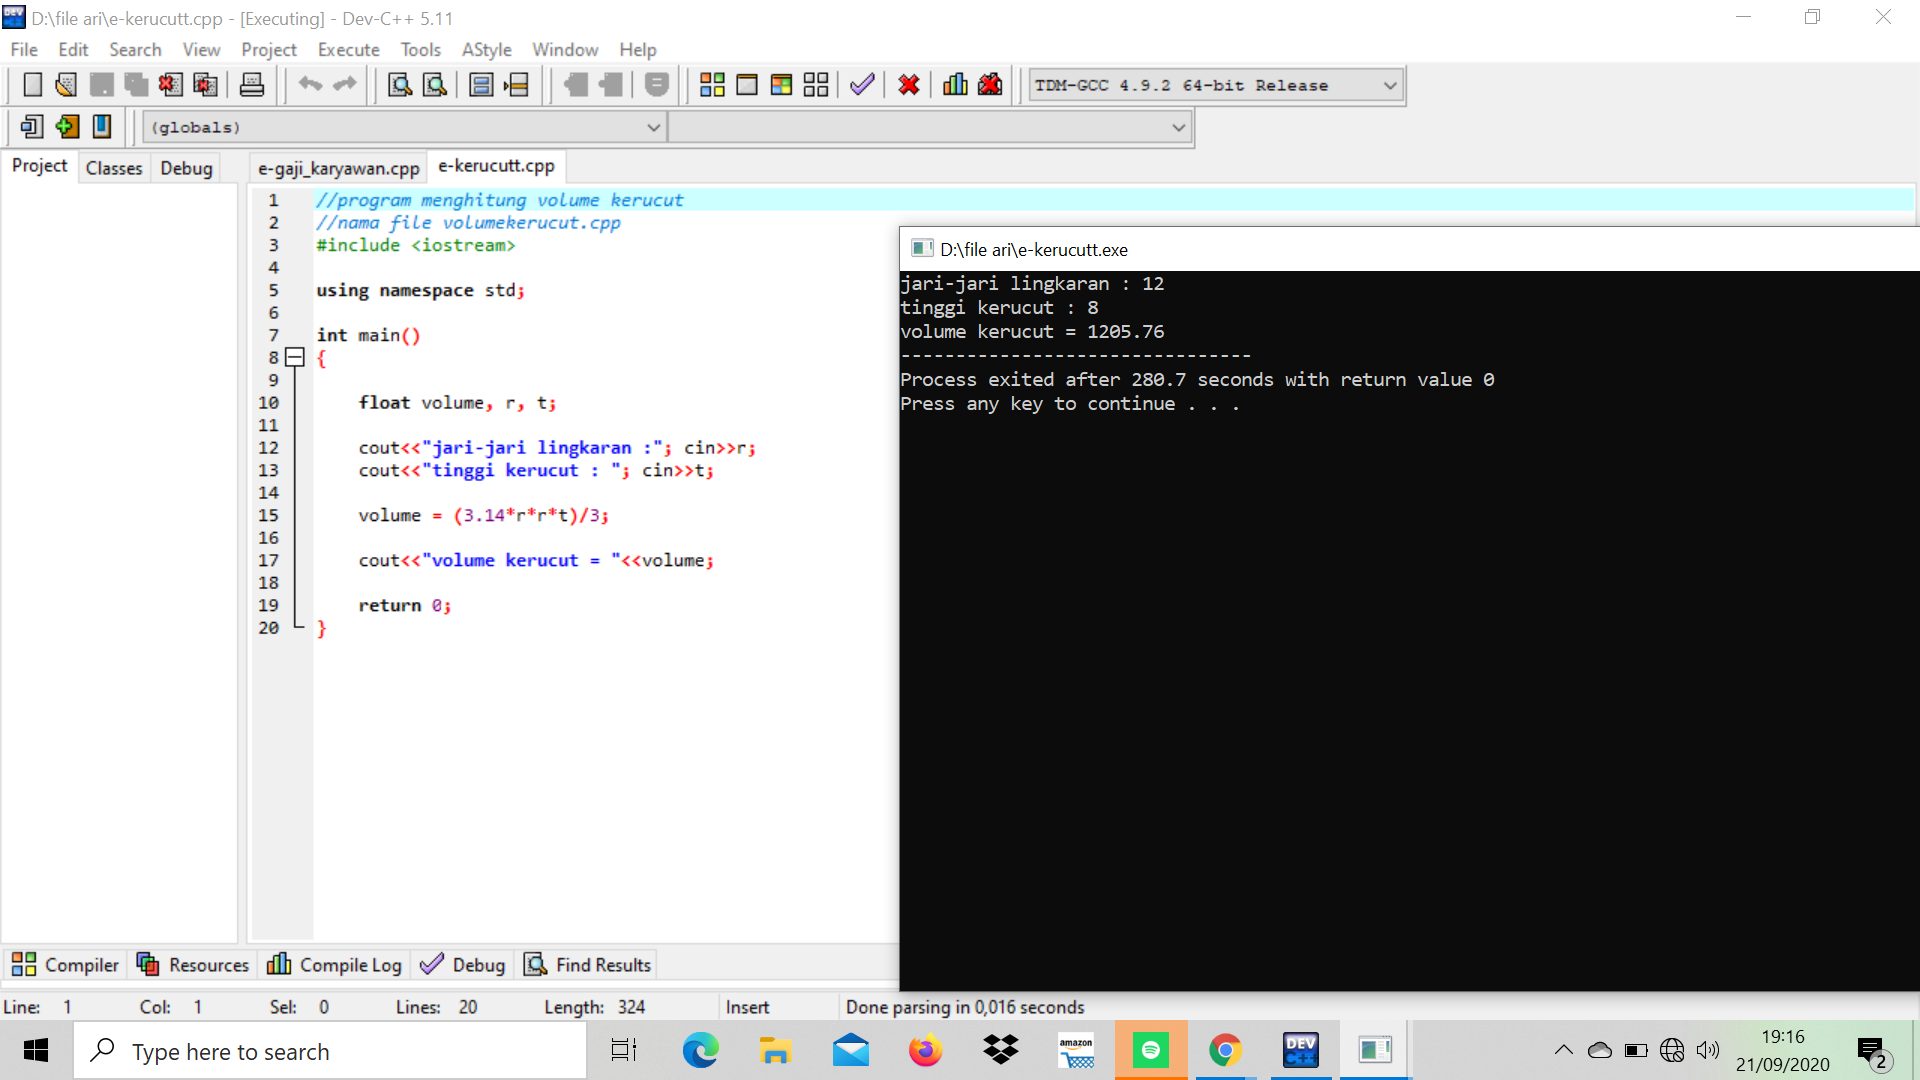 D:\file ari\e-kerucutt.cpp - [Executing] - Dev-C++ 5.11
File Edit Search View Project Execute Tools AStyle Window Help
TDM-GCC 4.9.2 64-bit Release
(globals)
Project Classes Debug
e-gaji_karyawan.cpp e-kerucutt.cpp
1 //program menghitung volume kerucut
2 //nama file volumekerucut.cpp
3 #include <iostream>
4
5 using namespace std;
6
7 int main()
8 {
9
10 float volume, r, t;
11
12 cout<<"jari-jari lingkaran :"; cin>>r;
13 cout<<"tinggi kerucut : "; cin>>t;
14
15 volume = (3.14*r*r*t)/3;
16
17 cout<<"volume kerucut = "<<volume;
18
19 return 0;
20 }
D:\file ari\e-kerucutt.exe
jari-jari lingkaran : 12
tinggi kerucut : 8
volume kerucut = 1205.76
--------------------------------
Process exited after 280.7 seconds with return value 0
Press any key to continue . . .
Compiler Resources Compile Log Debug Find Results
Line: 1 Col: 1 Sel: 0 Lines: 20 Length: 324 Insert Done parsing in 0,016 seconds
Type here to search
amazon
DEV C++
19:16
21/09/2020
2